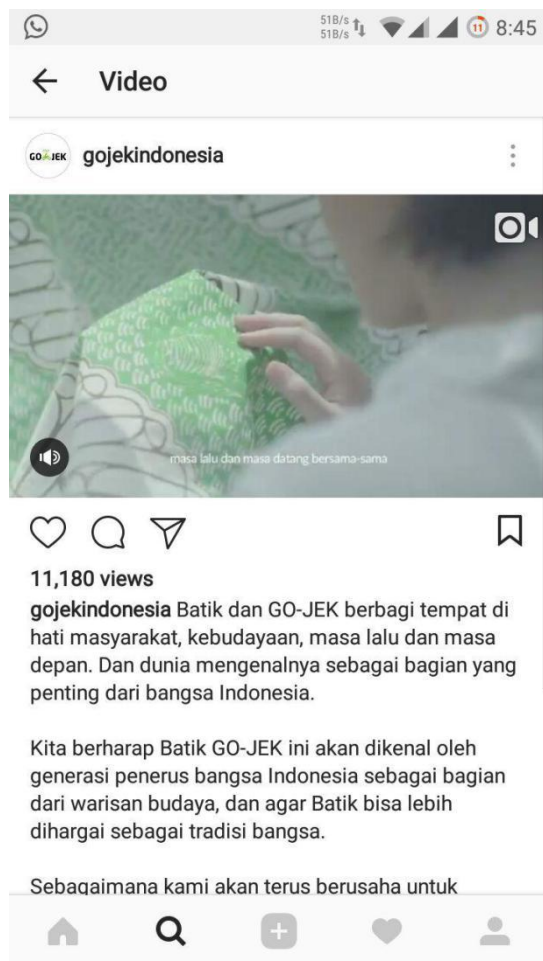 51B/s
51B/s
11
8:45
Video
GO-JEK
gojekindonesia
masa lalu dan masa datang bersama-sama
11,180 views
gojekindonesia Batik dan GO-JEK berbagi tempat di
hati masyarakat, kebudayaan, masa lalu dan masa
depan. Dan dunia mengenalnya sebagai bagian yang
penting dari bangsa Indonesia.
Kita berharap Batik GO-JEK ini akan dikenal oleh
generasi penerus bangsa Indonesia sebagai bagian
dari warisan budaya, dan agar Batik bisa lebih
dihargai sebagai tradisi bangsa.
Sebagaimana kami akan terus berusaha untuk